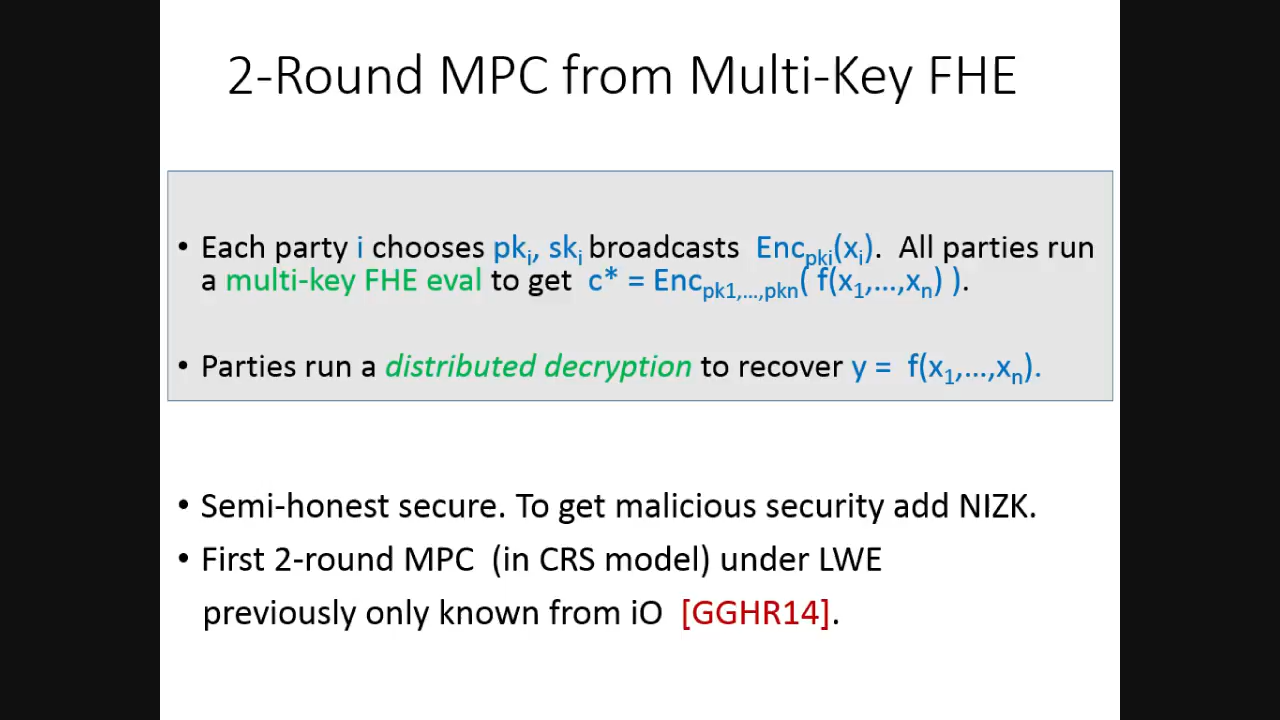 2-Round MPC from Multi-Key FHE
• Each party i chooses pkᵢ, skᵢ broadcasts Enc_pki(xᵢ). All parties run
a multi-key FHE eval to get c* = Enc_pk1,…,pkn( f(x₁,…,xₙ) ).
• Parties run a distributed decryption to recover y = f(x₁,…,xₙ).
• Semi-honest secure. To get malicious security add NIZK.
• First 2-round MPC (in CRS model) under LWE
previously only known from iO [GGHR14].